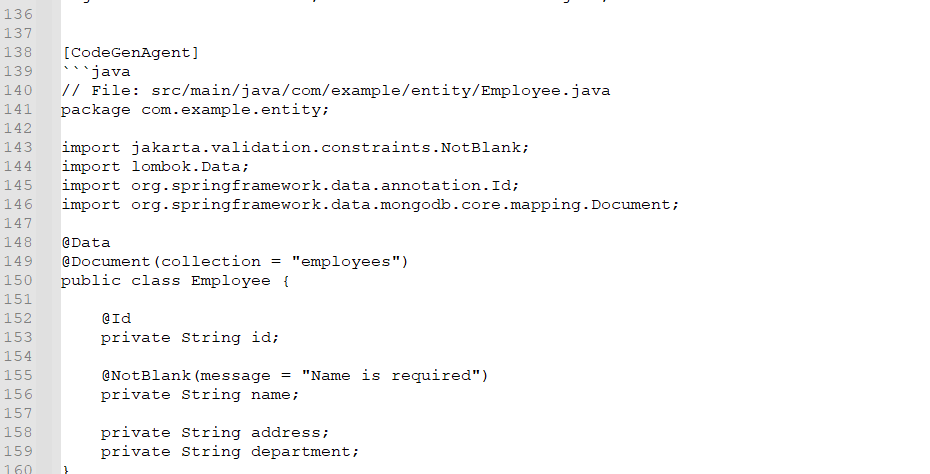 136
137
138 [CodeGenAgent]
139 ```java
140 // File: src/main/java/com/example/entity/Employee.java
141 package com.example.entity;
142
143 import jakarta.validation.constraints.NotBlank;
144 import lombok.Data;
145 import org.springframework.data.annotation.Id;
146 import org.springframework.data.mongodb.core.mapping.Document;
147
148 @Data
149 @Document(collection = "employees")
150 public class Employee {
151
152     @Id
153     private String id;
154
155     @NotBlank(message = "Name is required")
156     private String name;
157
158     private String address;
159     private String department;
160 }